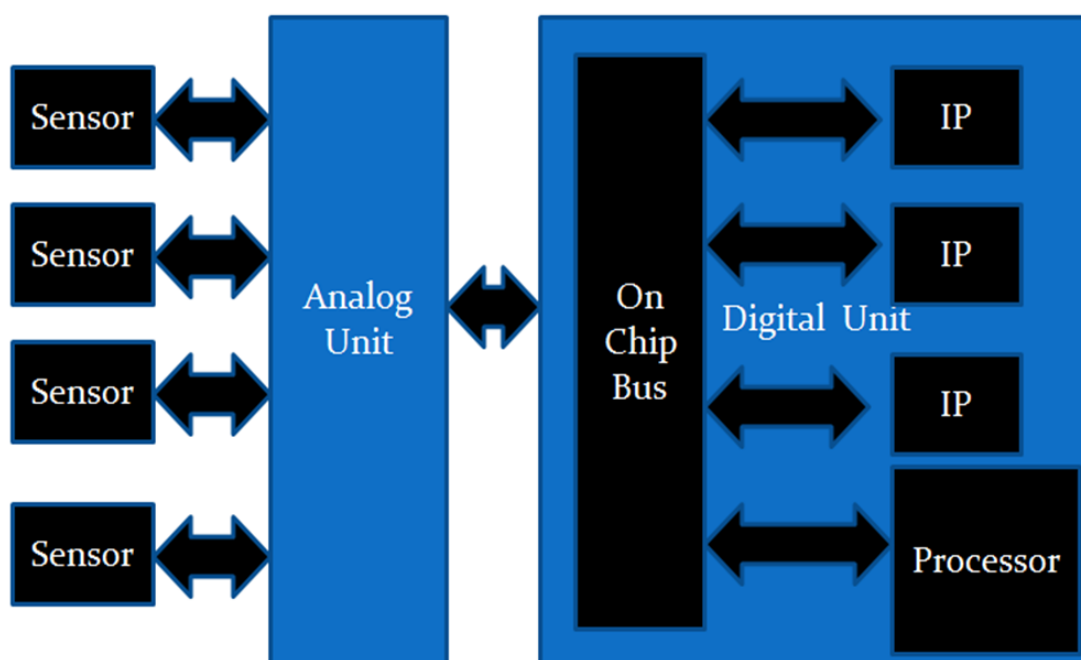 Sensor
Sensor
Sensor
Sensor
Analog
Unit
On
Chip
Bus
Digital Unit
IP
IP
IP
Processor